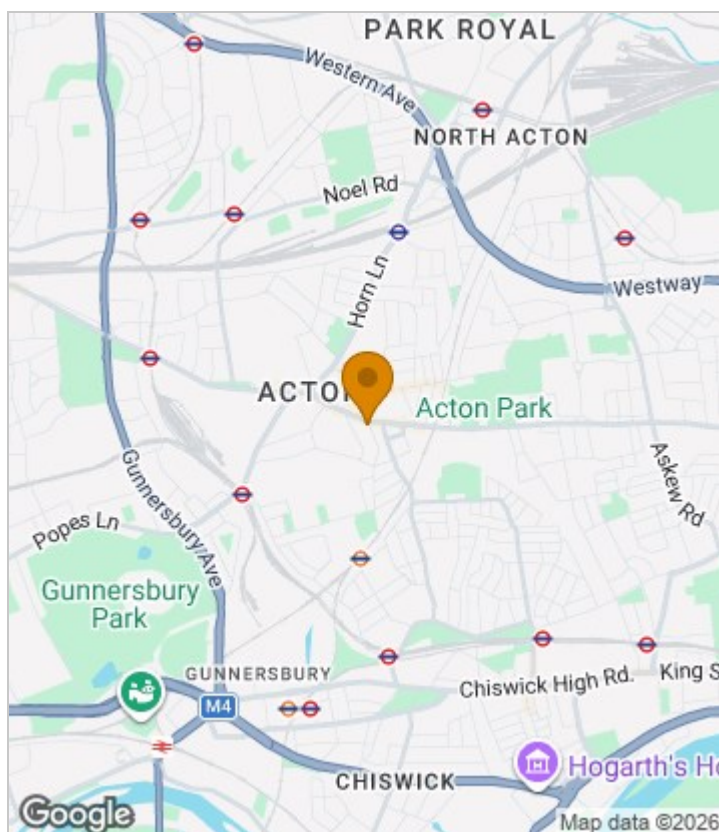 PARK ROYAL
Western Ave
NORTH ACTON
Noel Rd
Horn Ln
Westway
ACTO
Acton Park
Askew Rd
Gunnersbury Ave
Popes Ln
Gunnersbury
Park
GUNNERSBURY
Chiswick High Rd.
King S
M4
CHISWICK
Hogarth's Ho
Google
Map data ©2026